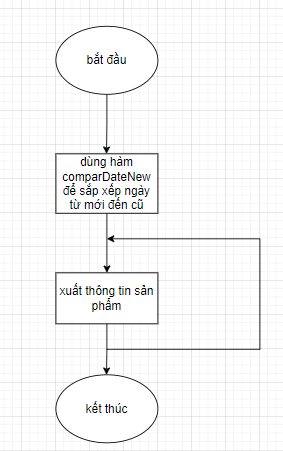 bắt đầu
dùng hàm
comparDateNew
để sắp xếp ngày
từ mới đến cũ
xuất thông tin sản
phẩm
kết thúc